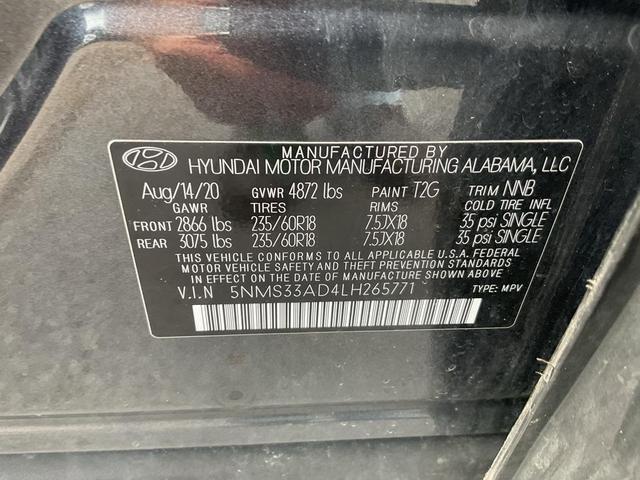 MANUFACTURED BY
HYUNDAI MOTOR MANUFACTURING ALABAMA, LLC
Aug/14/20 GVWR 4872 lbs PAINT T2G TRIM NNB
GAWR TIRES RIMS COLD TIRE INFL
FRONT 2866 lbs 235/60R18 7.5JX18 35 psi SINGLE
REAR 3075 lbs 235/60R18 7.5JX18 35 psi SINGLE
THIS VEHICLE CONFORMS TO ALL APPLICABLE U.S.A. FEDERAL
MOTOR VEHICLE SAFETY AND THEFT PREVENTION STANDARDS
IN EFFECT ON THE DATE OF MANUFACTURE SHOWN ABOVE.
V.I.N 5NMS33AD4LH265771 TYPE: MPV